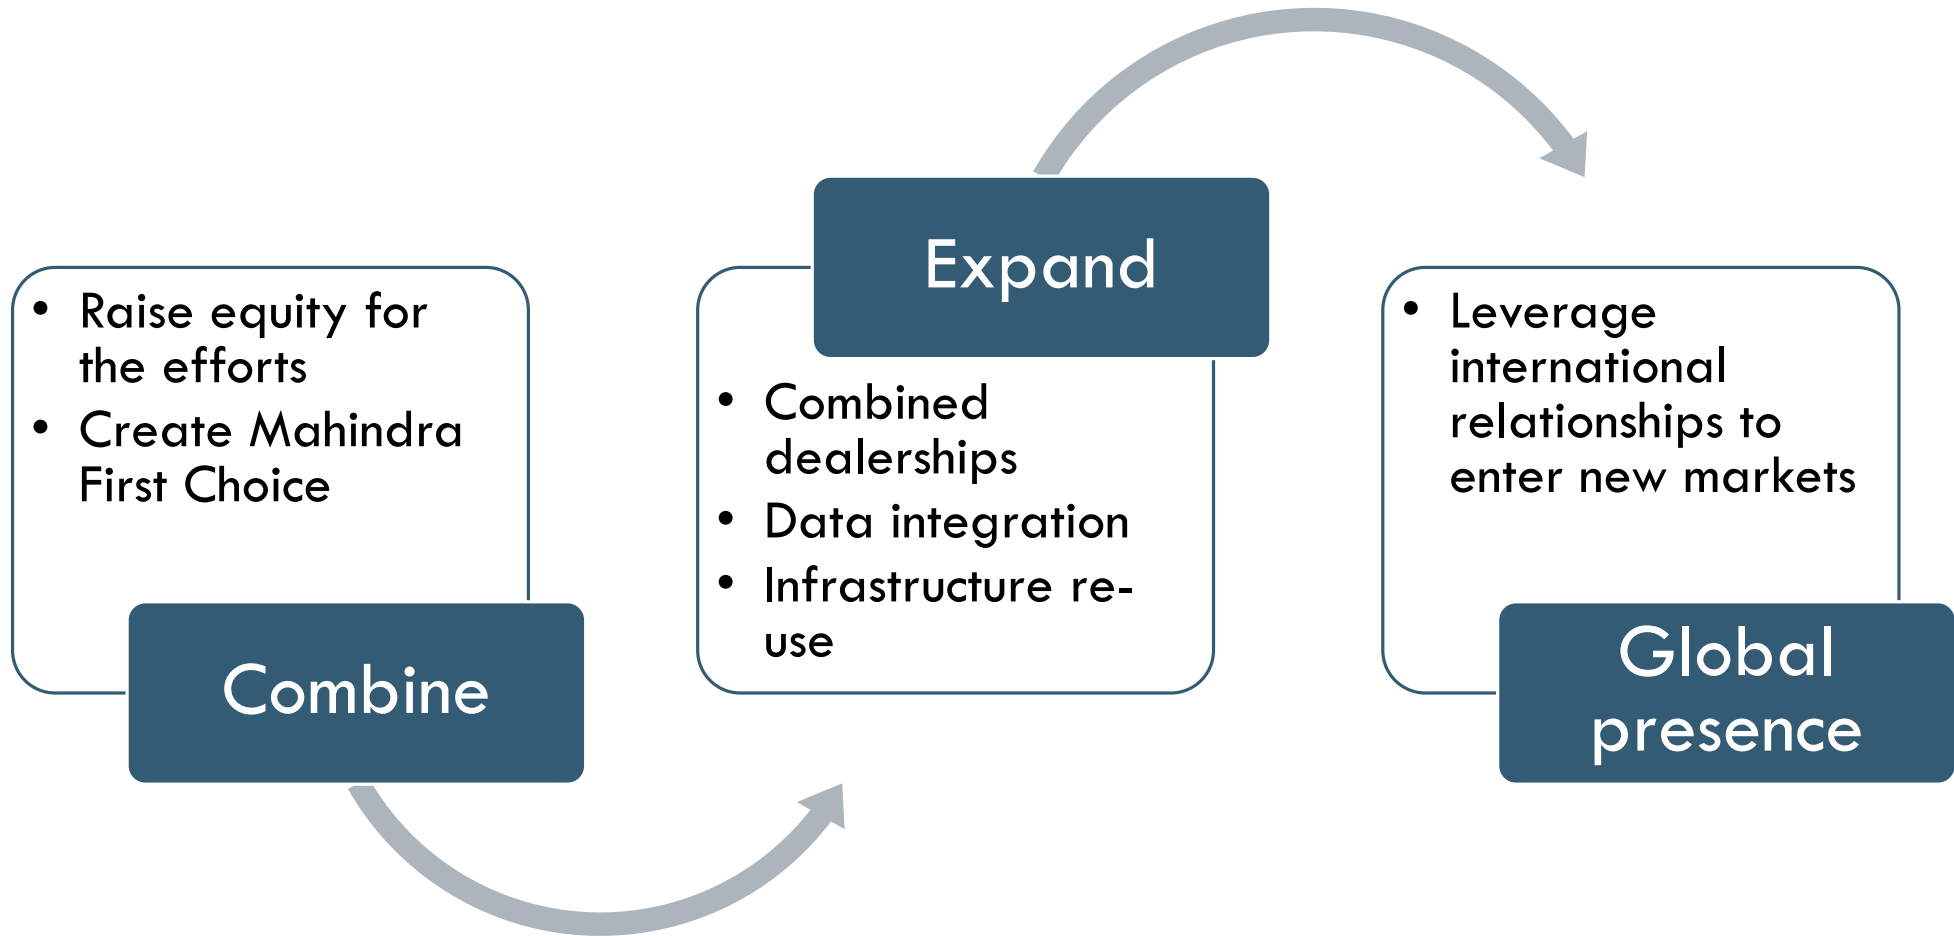 • Raise equity for
the efforts
• Create Mahindra
First Choice
Combine
Expand
• Combined
dealerships
• Data integration
• Infrastructure re-
use
• Leverage
international
relationships to
enter new markets
Global
presence